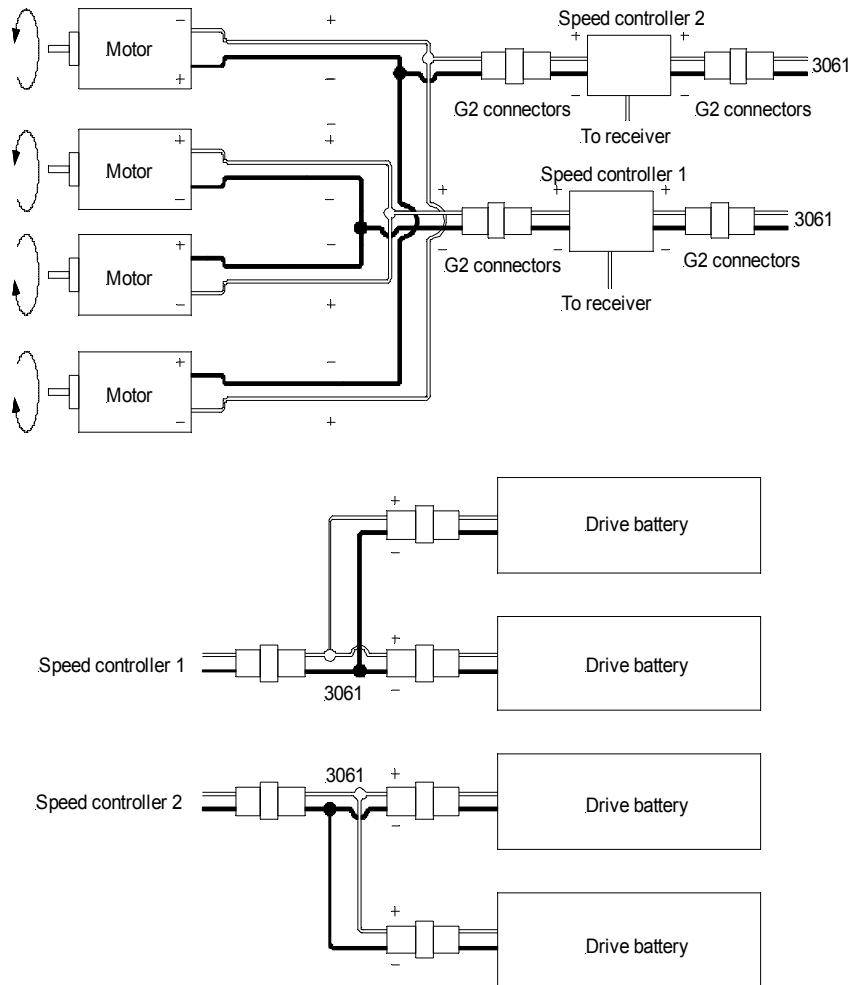 Speed controller 2
Motor
−
+
+
−
+
−
+
−
3061
G2 connectors
G2 connectors
To receiver
−
Motor
+
−
+
−
Speed controller 1
+
−
+
−
+
−
3061
G2 connectors
G2 connectors
To receiver
Motor
+
−
−
+
Motor
+
−
−
+
+
−
Drive battery
Speed controller 1
+
−
Drive battery
3061
Speed controller 2
3061
+
−
Drive battery
+
−
Drive battery